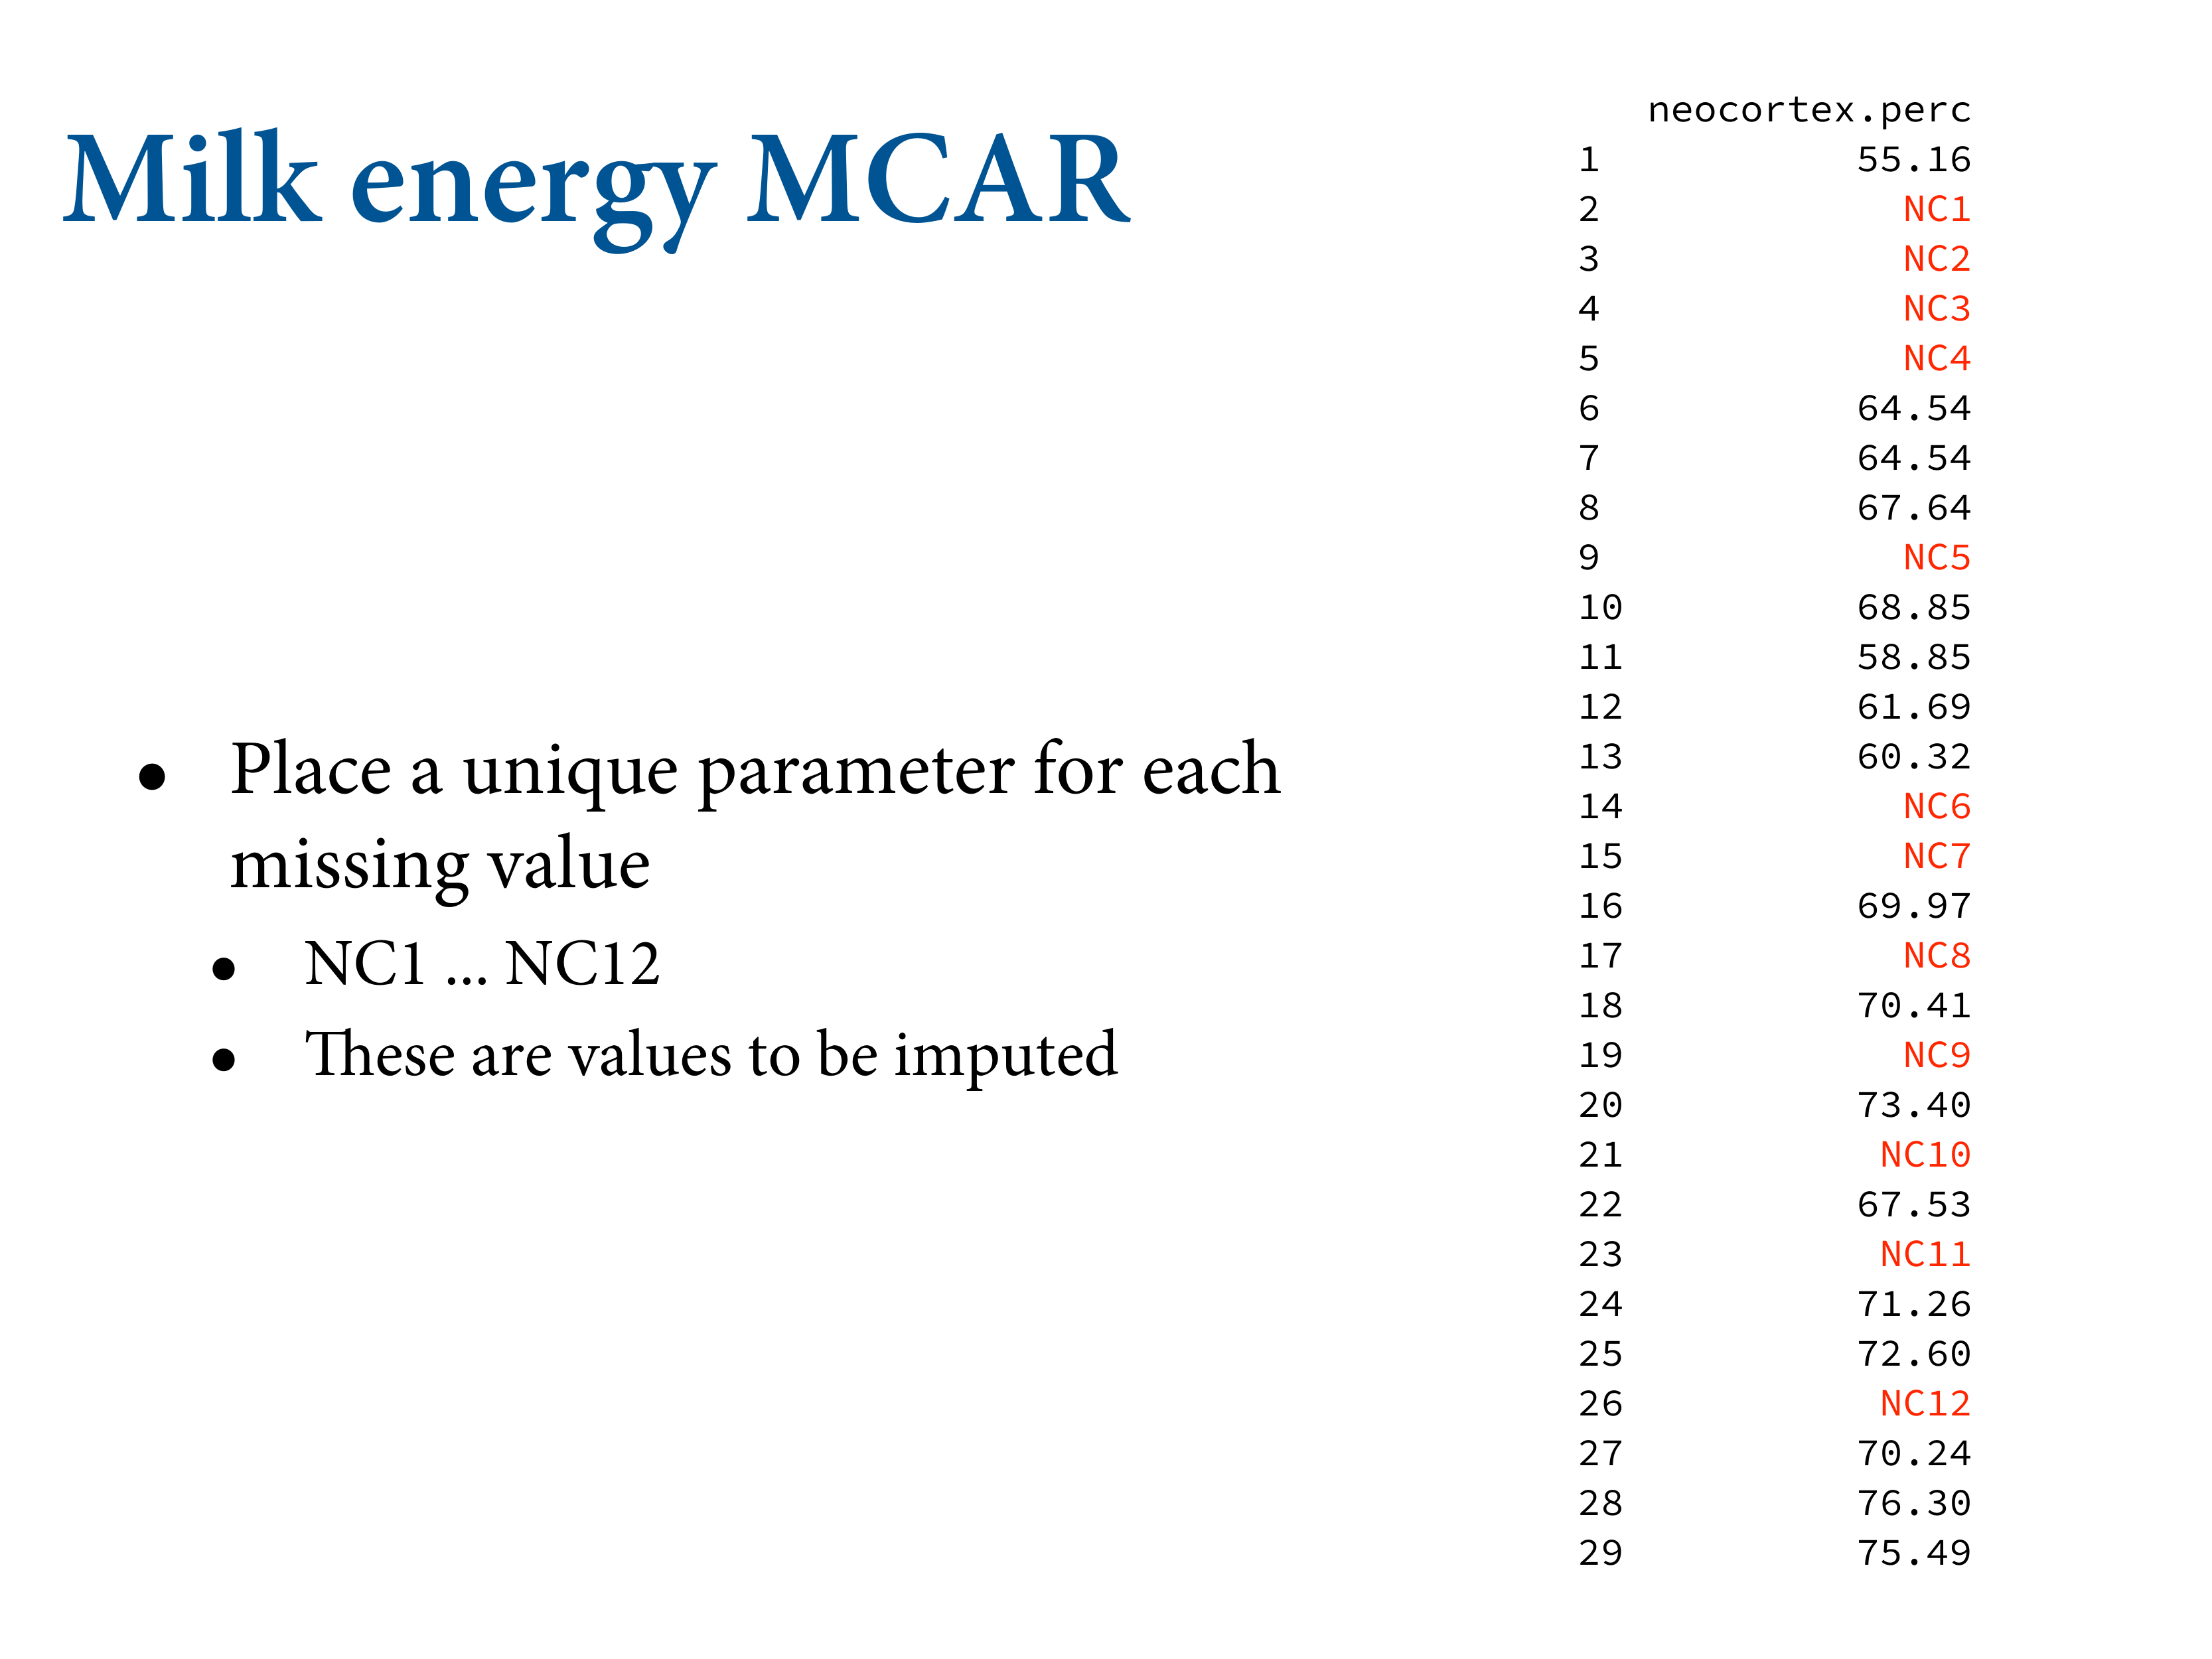 Milk energy MCAR
• Place a unique parameter for each
missing value
• NC1 ... NC12
• These are values to be imputed
neocortex.perc
1 55.16
2 NC1
3 NC2
4 NC3
5 NC4
6 64.54
7 64.54
8 67.64
9 NC5
10 68.85
11 58.85
12 61.69
13 60.32
14 NC6
15 NC7
16 69.97
17 NC8
18 70.41
19 NC9
20 73.40
21 NC10
22 67.53
23 NC11
24 71.26
25 72.60
26 NC12
27 70.24
28 76.30
29 75.49